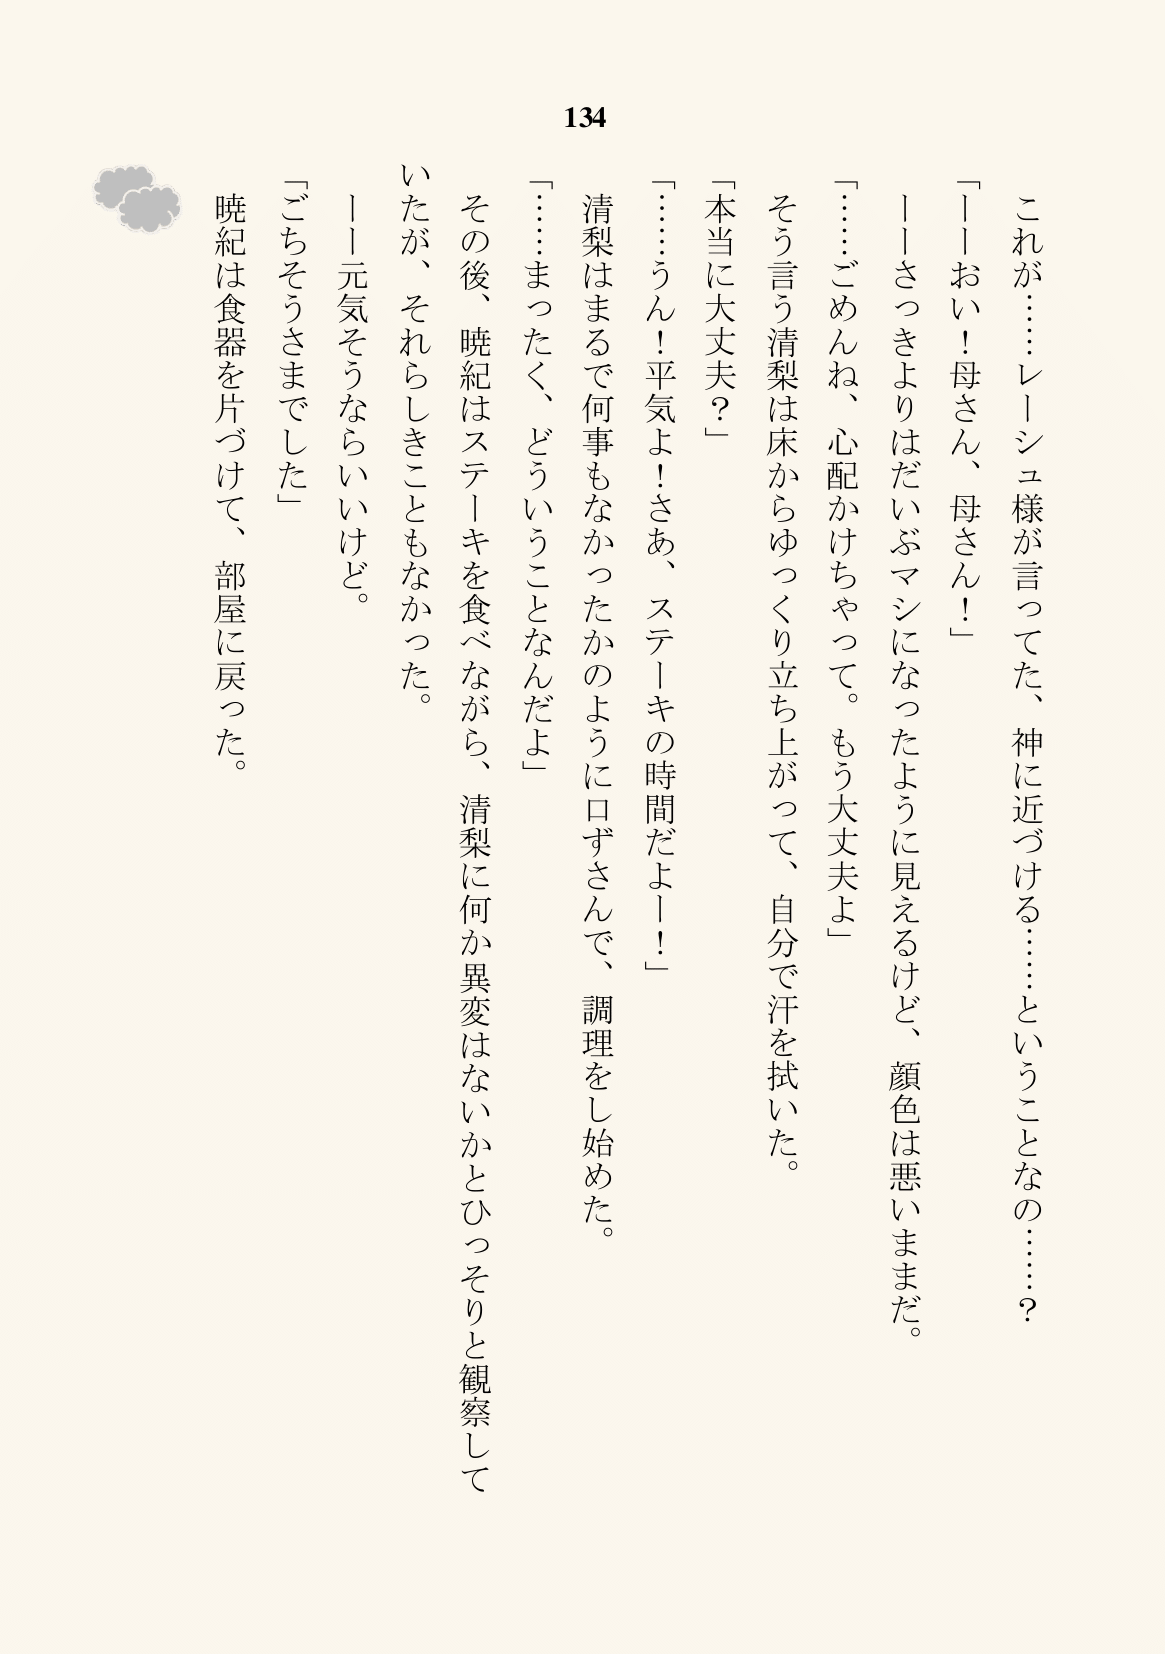 134
これが……レーシュ様が言ってた、神に近づける……ということなの……？
「ーーおい！母さん、母さん！」
ーーさっきよりはだいぶマシになったように見えるけど、顔色は悪いままだ。
「……ごめんね、心配かけちゃって。もう大丈夫よ」
そう言う清梨は床からゆっくり立ち上がって、自分で汗を拭いた。
「本当に大丈夫？」
「……うん！平気よ！さあ、ステーキの時間だよー！」
清梨はまるで何事もなかったかのように口ずさんで、調理をし始めた。
「……まったく、どういうことなんだよ」
その後、暁紀はステーキを食べながら、清梨に何か異変はないかとひっそりと観察して
いたが、それらしきこともなかった。
ーー元気そうならいいけど。
「ごちそうさまでした」
暁紀は食器を片づけて、部屋に戻った。